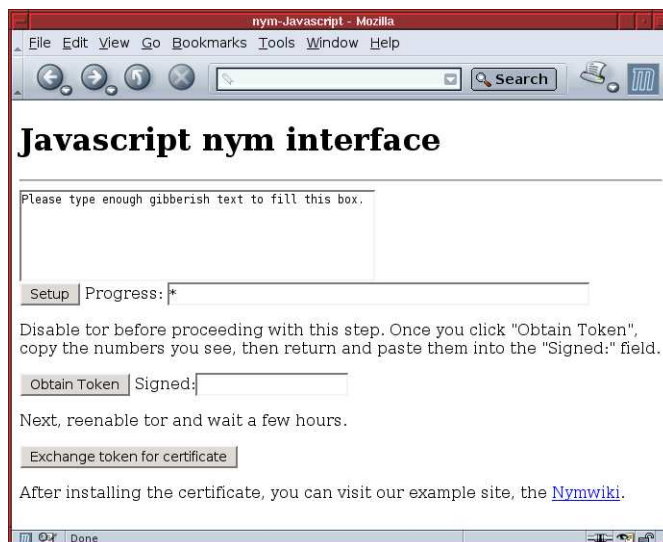 nym-Javascript - Mozilla
File Edit View Go Bookmarks Tools Window Help
Search
Javascript nym interface
Please type enough gibberish text to fill this box.
Setup Progress: *
Disable tor before proceeding with this step. Once you click "Obtain Token",
copy the numbers you see, then return and paste them into the "Signed:" field.
Obtain Token Signed:
Next, reenable tor and wait a few hours.
Exchange token for certificate
After installing the certificate, you can visit our example site, the Nymwiki.
Done